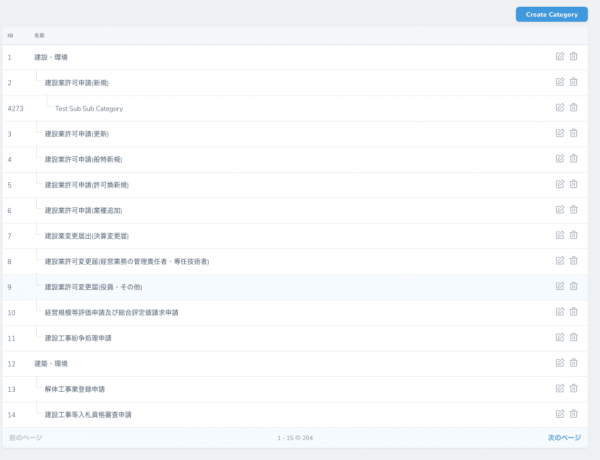 Create Category
ID 名前
1 建設・環境
2 建設業許可申請(新規)
4273 Test Sub Sub Category
3 建設業許可申請(更新)
4 建設業許可申請(般特新規)
5 建設業許可申請(許可換新規)
6 建設業許可申請(業種追加)
7 建設業変更届出(決算変更届)
8 建設業許可変更届(経営業務の管理責任者・専任技術者)
9 建設業許可変更届(役員・その他)
10 経営規模等評価申請及び総合評定値請求申請
11 建設工事紛争処理申請
12 建築・環境
13 解体工事業登録申請
14 建設工事等入札資格審査申請
前のページ 1 - 15 の 204 次のページ